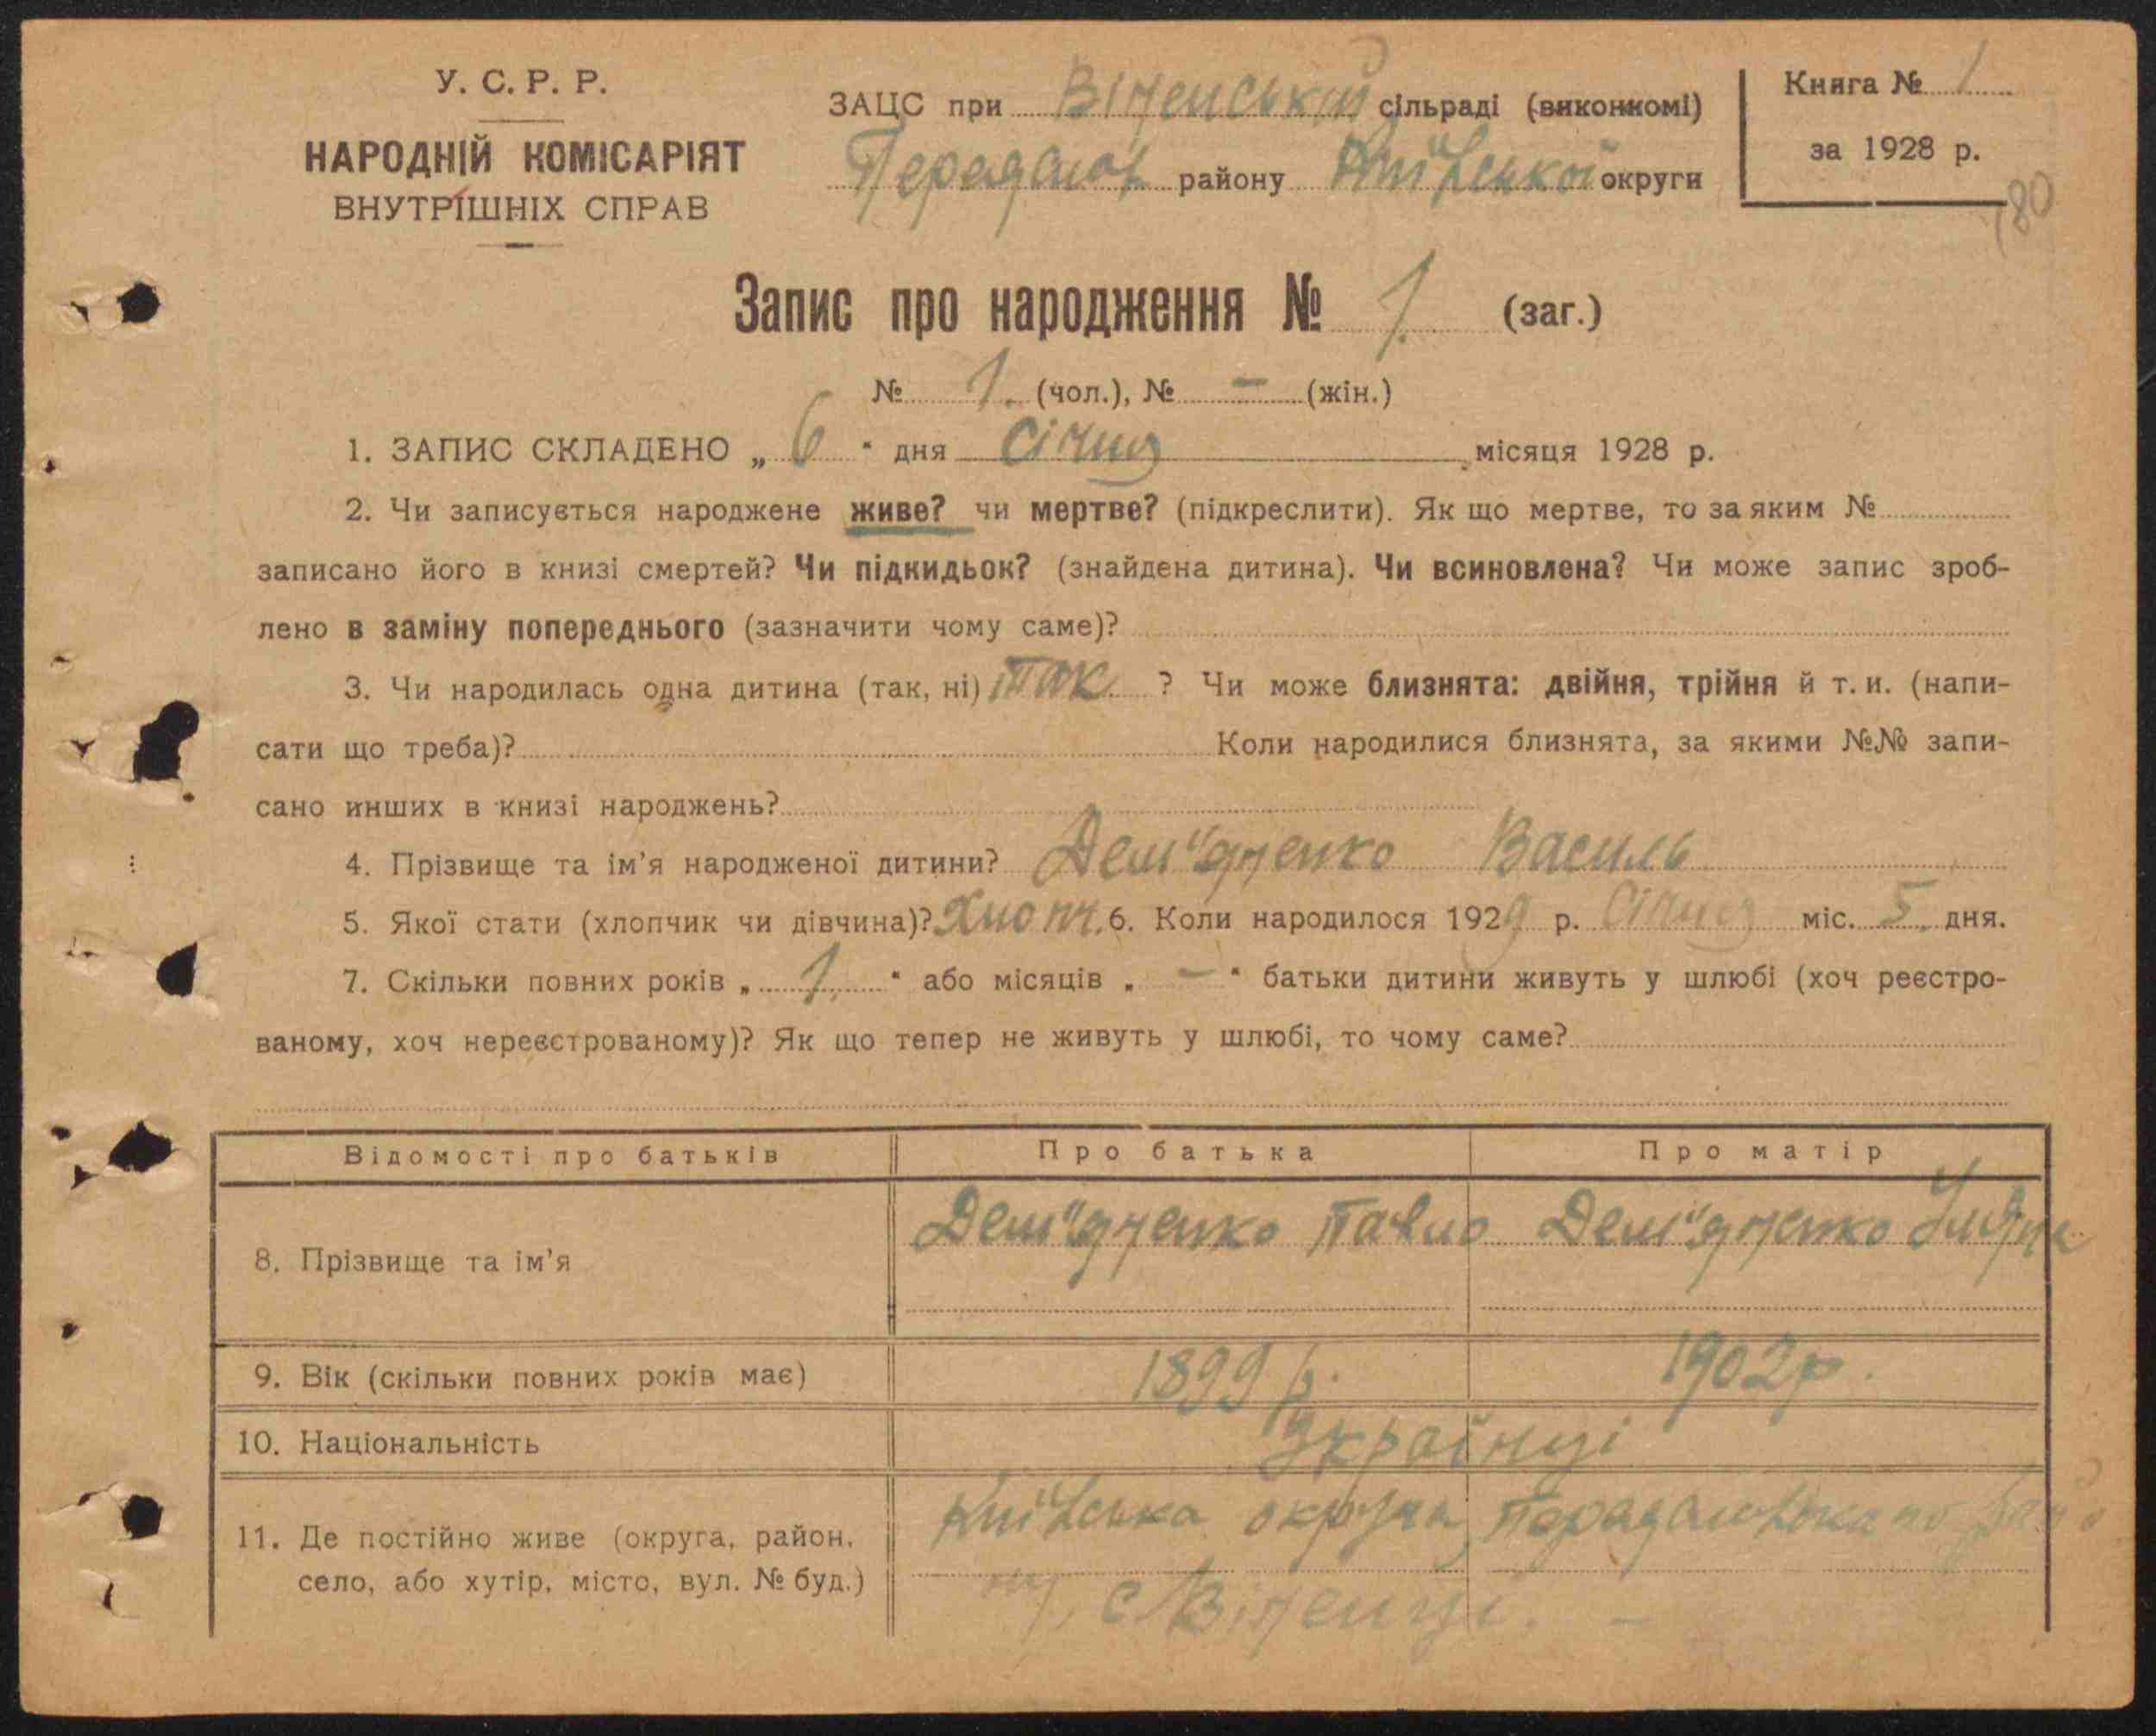 У. С. Р. Р.
НАРОДНІЙ КОМІСАРІЯТ
ВНУТРІШНІХ СПРАВ
ЗАЦС при Віненській сільраді (виконкомі)
району Київської округи
Книга № 1
за 1928 р.
180
Запис про народження № 1. (заг.)
№ 1. (чол.), № – (жін.)
1. ЗАПИС СКЛАДЕНО „ 6 " дня Січня місяця 1928 р.
2. Чи записується народжене живе? чи мертве? (підкреслити). Як що мертве, то за яким №
записано його в книзі смертей? Чи підкидьок? (знайдена дитина). Чи всиновлена? Чи може запис зроб-
лено в заміну попереднього (зазначити чому саме)?
3. Чи народилась одна дитина (так, ні) так ? Чи може близнята: двійня, трійня й т. и. (напи-
сати що треба)? Коли народилися близнята, за якими №№ запи-
сано инших в книзі народжень?
4. Прізвище та ім'я народженої дитини? Дем"яненко Василь
5. Якої стати (хлопчик чи дівчина)? Хлопч. 6. Коли народилося 1929 р. Січня міс. 5 дня.
7. Скільки повних років „ 1. " або місяців „ – " батьки дитини живуть у шлюбі (хоч реєстро-
ваному, хоч нереєстрованому)? Як що тепер не живуть у шлюбі, то чому саме?
Відомості про батьків Про батька Про матір
8. Прізвище та ім'я Дем"яненко Павло Дем"яненко Уляна
9. Вік (скільки повних років має) 1899 р. 1902 р.
10. Національність Українці
11. Де постійно живе (округа, район, Київська округа,
село, або хутір, місто, вул. № буд.)